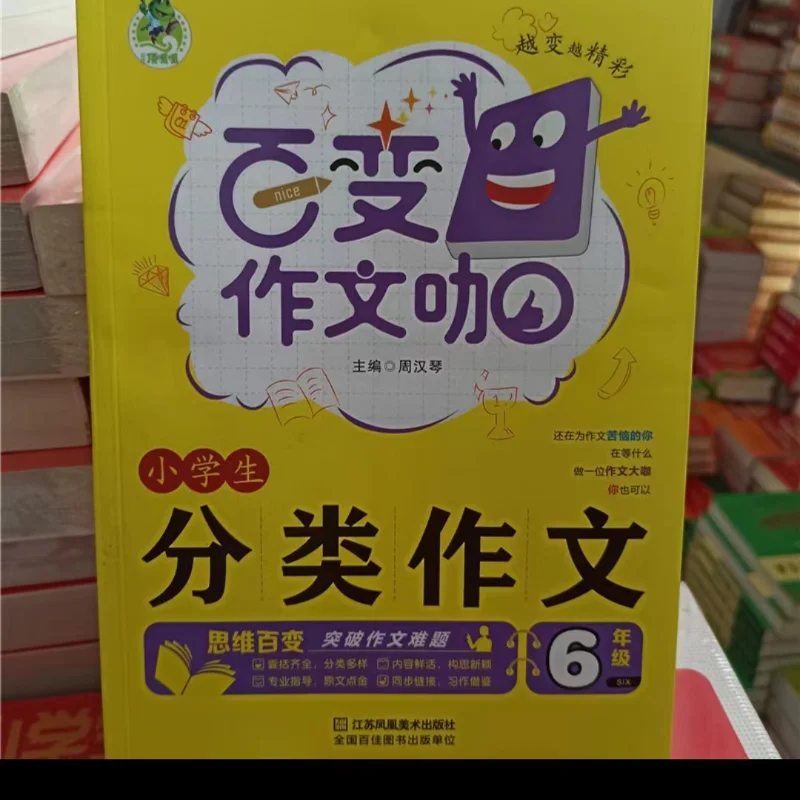 越变越精彩
百变
nice
作文咖
主编◎周汉琴
还在为作文苦恼的你
在等什么
做一位作文大咖
你也可以
小学生
分类作文
思维百变 突破作文难题
囊括齐全，分类多样 内容鲜活，构思新颖
专业指导，原文点金 同步链接，习作借鉴
6年级
SIX
江苏凤凰美术出版社
全国百佳图书出版单位